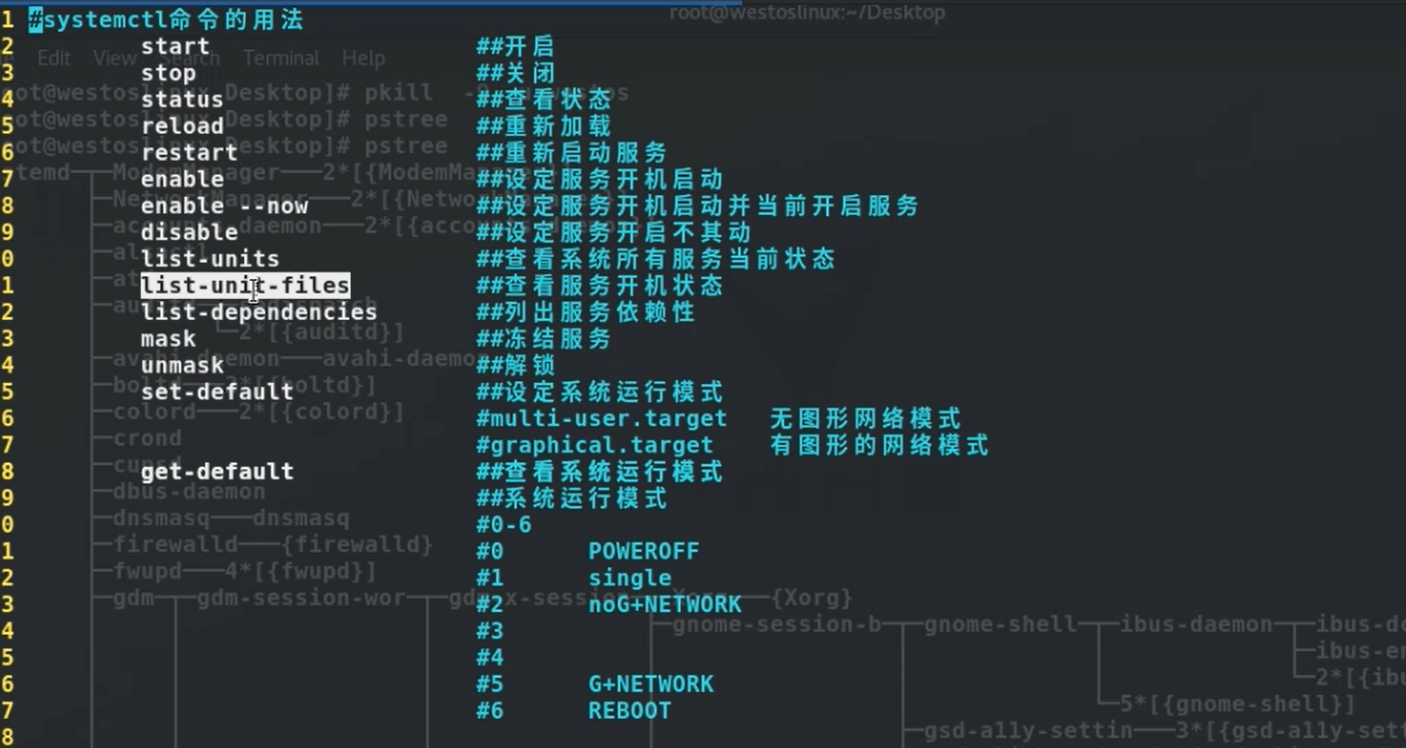 root@westoslinux:~/Desktop
1 #systemctl命令的用法
2 start ##开启
Edit View Search Terminal Help
3 stop ##关闭
ot@westoslinux Desktop]# pkill -
4 status ##查看状态
ot@westoslinux Desktop]# pstree
5 reload ##重新加载
ot@westoslinux Desktop]# pstree
6 restart ##重新启动服务
temd ModemManager 2*[{ModemMa
7 enable ##设定服务开机启动
NetworkManager 2*[{Netwo
8 enable --now ##设定服务开机启动并当前开启服务
accounts-daemon 2*[{accou
9 disable ##设定服务开启不其动
0 list-units ##查看系统所有服务当前状态
1 list-unit-files ##查看服务开机状态
2 list-dependencies ##列出服务依赖性
2*[{auditd}]
3 mask ##冻结服务
avahi-daemon avahi-daemon
4 unmask ##解锁
boltd 2*[{boltd}]
5 set-default ##设定系统运行模式
colord 2*[{colord}]
6 #multi-user.target 无图形网络模式
crond
7 #graphical.target 有图形的网络模式
8 get-default ##查看系统运行模式
dbus-daemon
9 ##系统运行模式
dnsmasq dnsmasq
0 #0-6
firewalld {firewalld}
1 #0 POWEROFF
fwupd 4*[{fwupd}]
2 #1 single
gdm gdm-session-wor gdm-x-session Xorg {Xorg}
3 #2 noG+NETWORK
gnome-session-b gnome-shell ibus-daemon ibus-d
4 #3
ibus-e
5 #4
2*[{ibu
6 #5 G+NETWORK
5*[{gnome-shell}]
7 #6 REBOOT
gsd-a11y-settin 3*[{gsd-a11y-sett
8